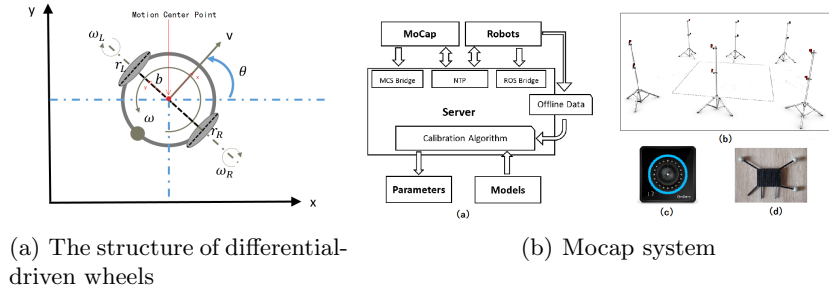 Motion Center Point
y
ω_L
r_L
b
v
θ
x
y
ω
r_R
ω_R
x
MoCap
Robots
MCS Bridge
NTP
ROS Bridge
Server
Offline Data
Calibration Algorithm
Parameters
Models
(a)
(b)
(c)
(d)
(a) The structure of differential-
driven wheels
(b) Mocap system